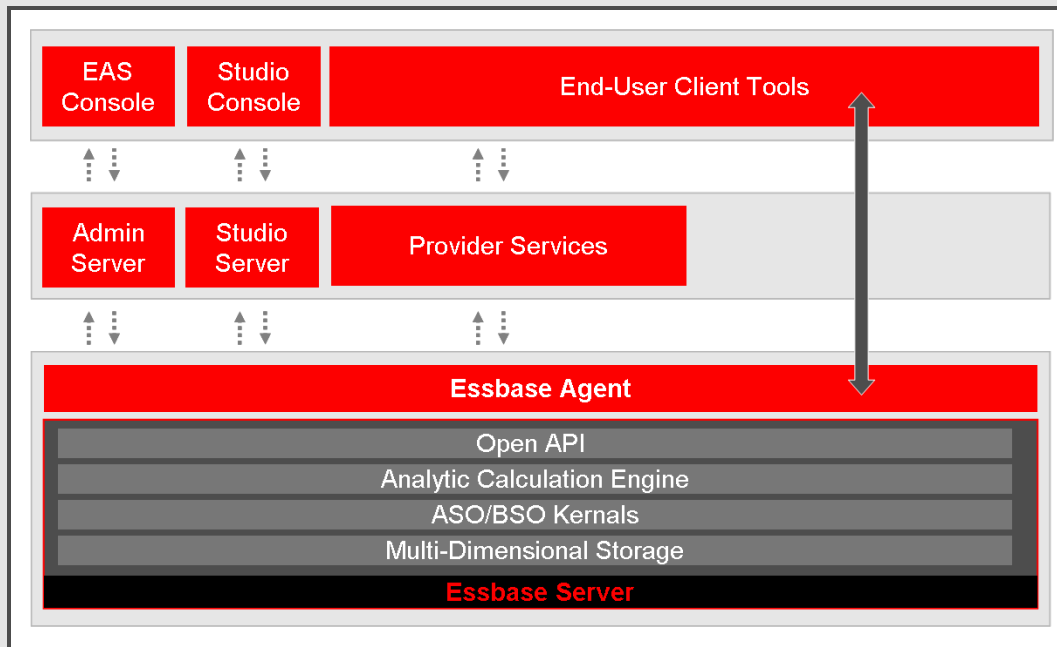 EAS
Console
Studio
Console
End-User Client Tools
Admin
Server
Studio
Server
Provider Services
Essbase Agent
Open API
Analytic Calculation Engine
ASO/BSO Kernals
Multi-Dimensional Storage
Essbase Server